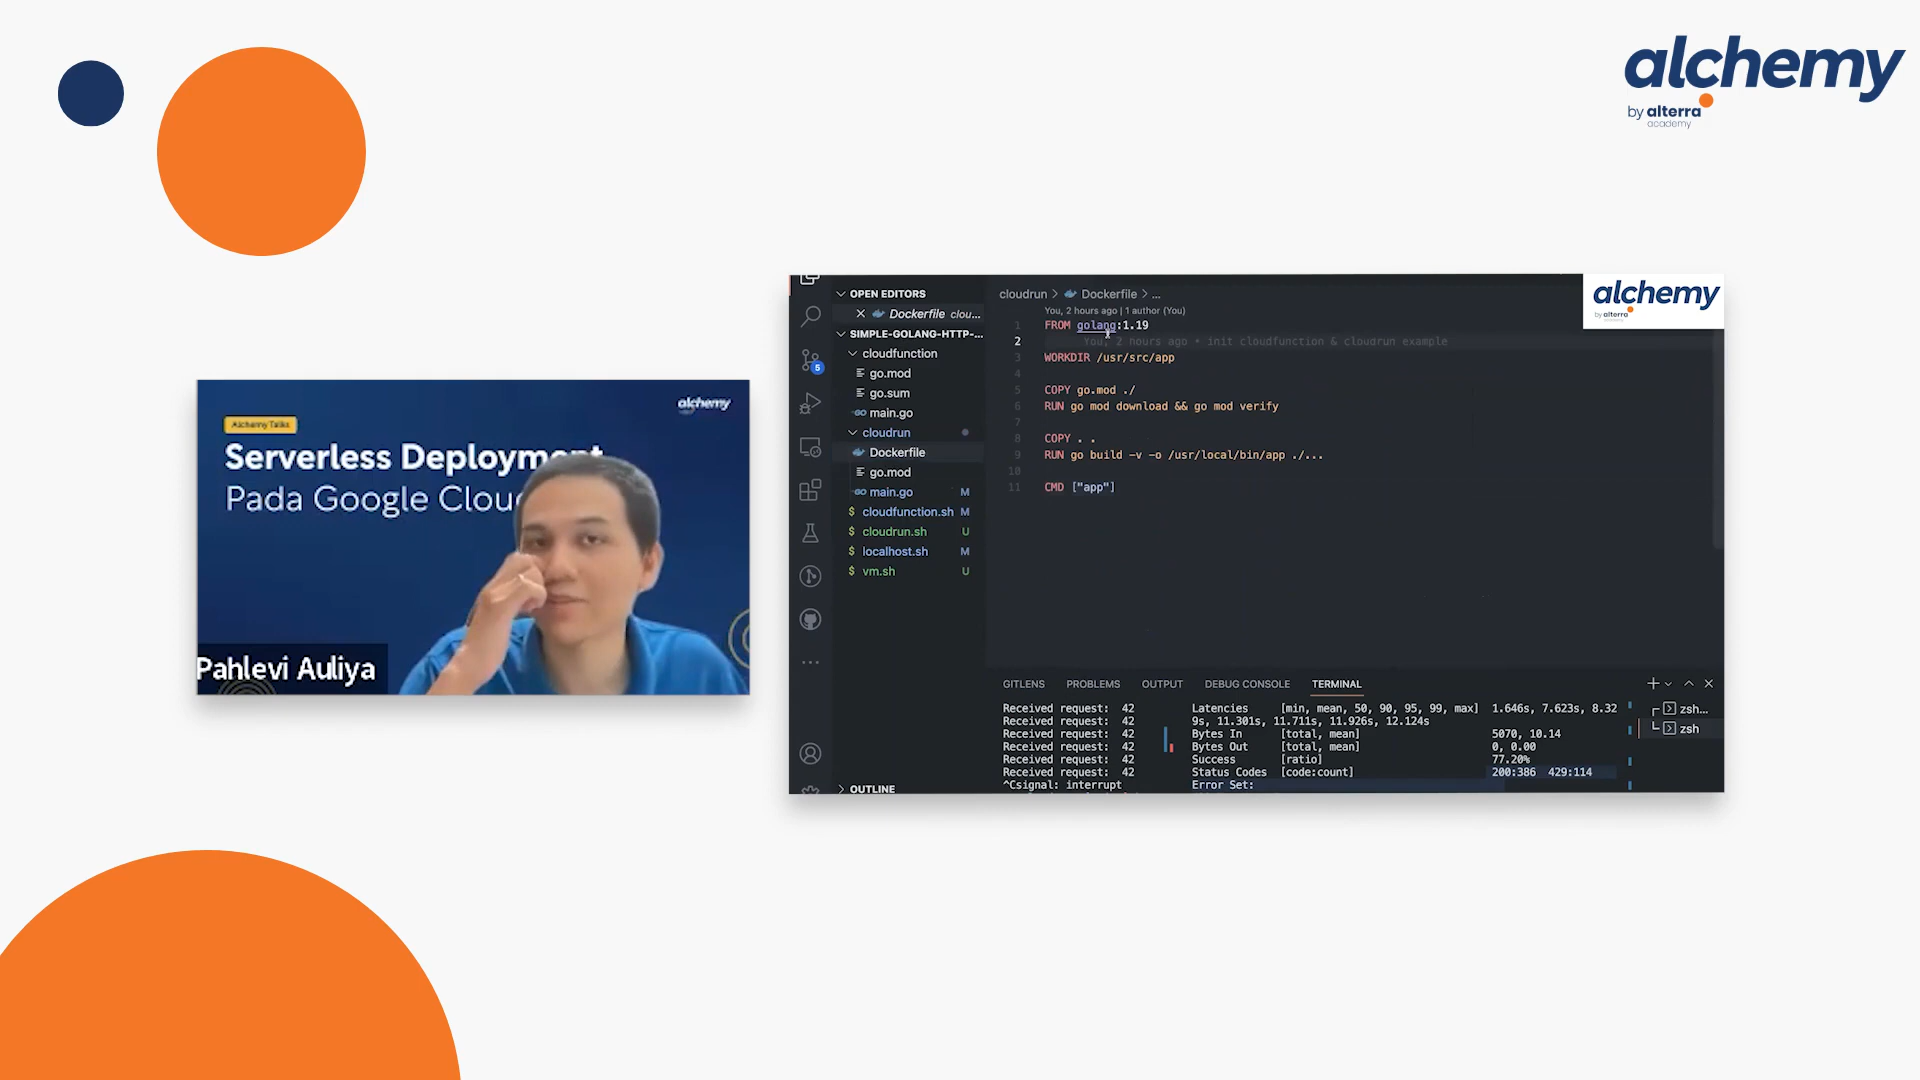 alchemy
by alterra
academy
alchemy
Alchemy Talks
Serverless Deployment
Pada Google Clou
Pahlevi Auliya
alchemy
by alterra
OPEN EDITORS
Dockerfile clou...
SIMPLE-GOLANG-HTTP-...
cloudfunction
go.mod
go.sum
main.go
cloudrun
Dockerfile
go.mod
main.go M
cloudfunction.sh M
cloudrun.sh U
localhost.sh M
vm.sh U
OUTLINE
5
cloudrun > Dockerfile > ...
You, 2 hours ago | 1 author (You)
1 FROM golang:1.19
2 You, 2 hours ago • init cloudfunction & cloudrun example
3 WORKDIR /usr/src/app
4
5 COPY go.mod ./
6 RUN go mod download && go mod verify
7
8 COPY . .
9 RUN go build -v -o /usr/local/bin/app ./...
10
11 CMD ["app"]
GITLENS PROBLEMS OUTPUT DEBUG CONSOLE TERMINAL
Received request: 42
Received request: 42
Received request: 42
Received request: 42
Received request: 42
Received request: 42
^Csignal: interrupt
Latencies [min, mean, 50, 90, 95, 99, max] 1.646s, 7.623s, 8.32
9s, 11.301s, 11.711s, 11.926s, 12.124s
Bytes In [total, mean] 5070, 10.14
Bytes Out [total, mean] 0, 0.00
Success [ratio] 77.20%
Status Codes [code:count] 200:386 429:114
Error Set:
zsh...
zsh